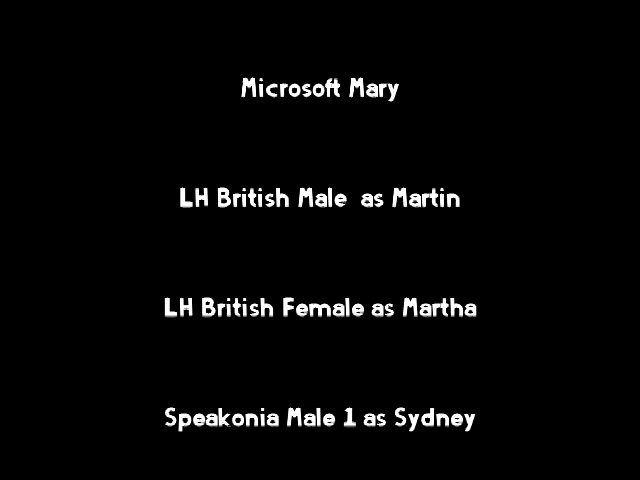 Microsoft Mary
LH British Male as Martin
LH British Female as Martha
Speakonia Male 1 as Sydney